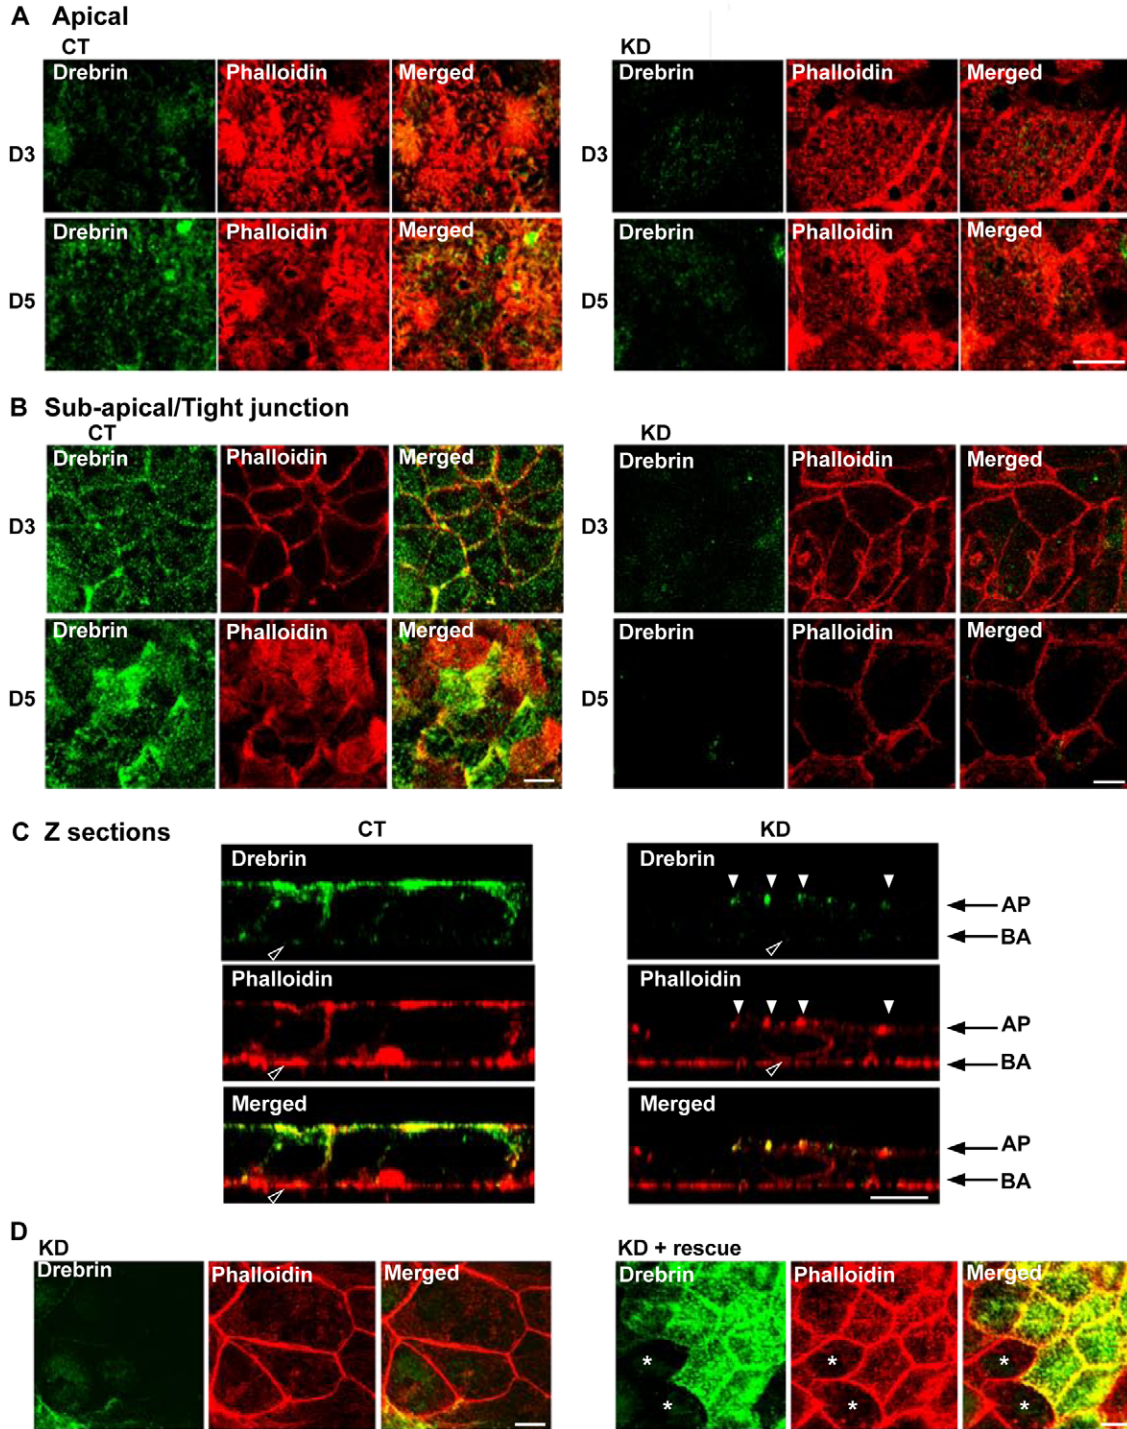 A Apical
CT KD
Drebrin Phalloidin Merged Drebrin Phalloidin Merged
D3 D3
Drebrin Phalloidin Merged Drebrin Phalloidin Merged
D5 D5
B Sub-apical/Tight junction
CT KD
Drebrin Phalloidin Merged Drebrin Phalloidin Merged
D3 D3
Drebrin Phalloidin Merged Drebrin Phalloidin Merged
D5 D5
C Z sections CT KD
Drebrin Drebrin
AP
BA
Phalloidin Phalloidin
AP
BA
Merged Merged
AP
BA
D
KD KD + rescue
Drebrin Phalloidin Merged Drebrin Phalloidin Merged
* * *
* * *